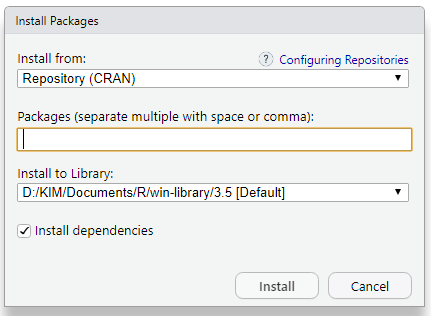 Install Packages
Install from:
? Configuring Repositories
Repository (CRAN)
Packages (separate multiple with space or comma):
Install to Library:
D:/KIM/Documents/R/win-library/3.5 [Default]
Install dependencies
Install Cancel